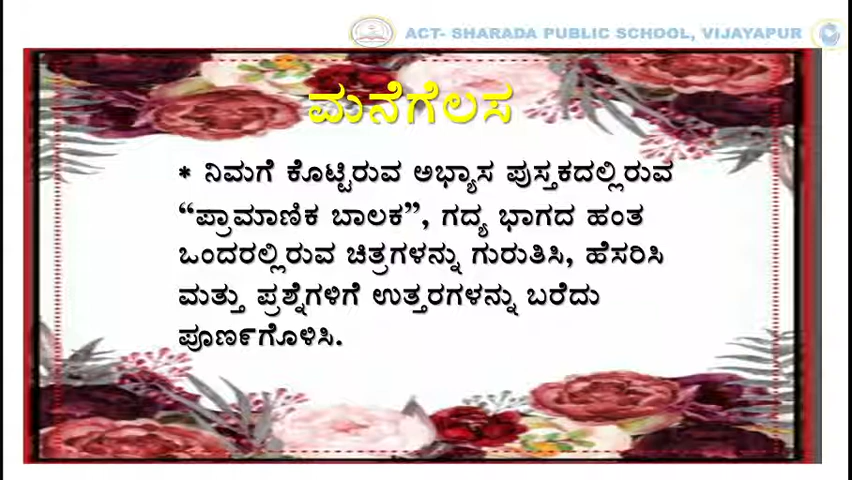 ACT- SHARADA PUBLIC SCHOOL, VIJAYAPUR
ಮನೆಗೆಲಸ
* ನಿಮಗೆ ಕೊಟ್ಟಿರುವ ಅಭ್ಯಾಸ ಪುಸ್ತಕದಲ್ಲಿರುವ
“ಪ್ರಾಮಾಣಿಕ ಬಾಲಕ”, ಗದ್ಯ ಭಾಗದ ಹಂತ
ಒಂದರಲ್ಲಿರುವ ಚಿತ್ರಗಳನ್ನು ಗುರುತಿಸಿ, ಹೆಸರಿಸಿ
ಮತ್ತು ಪ್ರಶ್ನೆಗಳಿಗೆ ಉತ್ತರಗಳನ್ನು ಬರೆದು
ಪೂರ್ಣಗೊಳಿಸಿ.